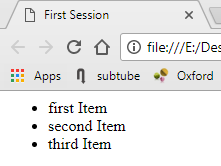 First Session
file:///E:/Des
Apps subtube Oxford
first Item
second Item
third Item